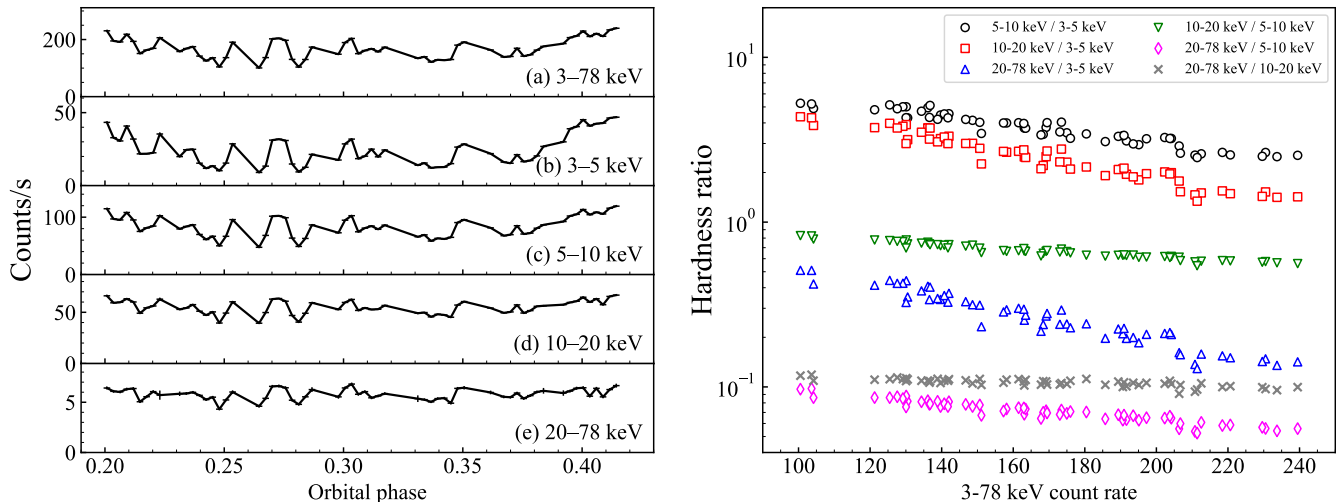 Counts/s
200
0
(a) 3–78 keV
50
0
(b) 3–5 keV
100
0
(c) 5–10 keV
50
0
(d) 10–20 keV
5
0
(e) 20–78 keV
0.20 0.25 0.30 0.35 0.40
Orbital phase
Hardness ratio
10^1
10^0
10^-1
5-10 keV / 3-5 keV
10-20 keV / 3-5 keV
20-78 keV / 3-5 keV
10-20 keV / 5-10 keV
20-78 keV / 5-10 keV
20-78 keV / 10-20 keV
100 120 140 160 180 200 220 240
3-78 keV count rate